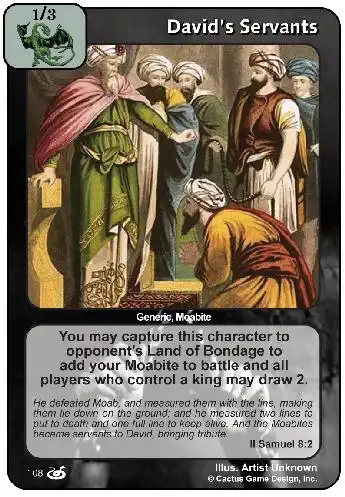 1/3
David's Servants
Generic, Moabite
You may capture this character to
opponent's Land of Bondage to
add your Moabite to battle and all
players who control a king may draw 2.
He defeated Moab, and measured them with the line, making
them lie down on the ground; and he measured two lines to
put to death and one full line to keep alive. And the Moabites
became servants to David, bringing tribute.
II Samuel 8:2
Illus. Artist Unknown
© Cactus Game Design, Inc.